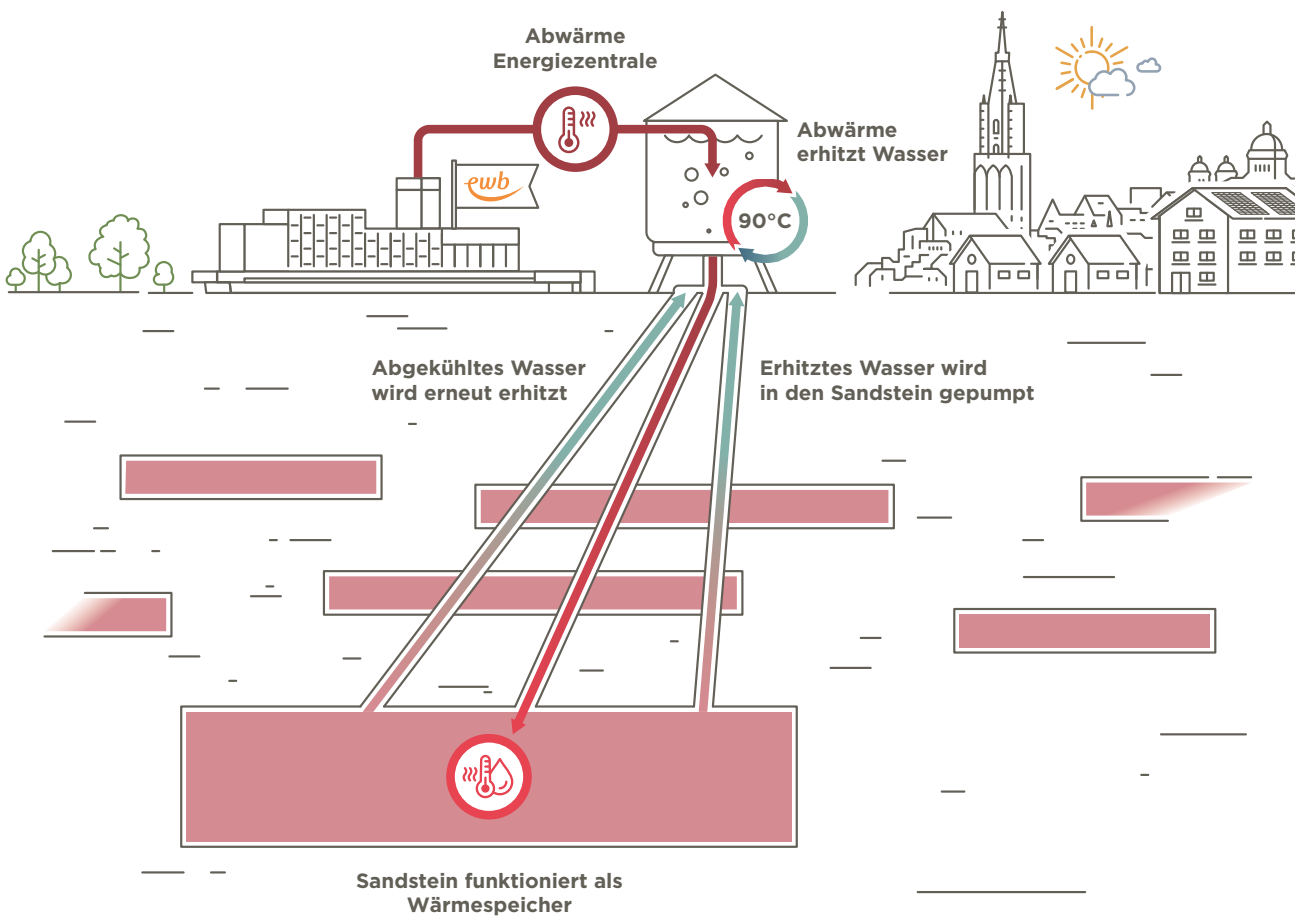 Abwärme
Energiezentrale
Abwärme
erhitzt Wasser
ewb
90°C
Abgekühltes Wasser
wird erneut erhitzt
Erhitztes Wasser wird
in den Sandstein gepumpt
Sandstein funktioniert als
Wärmespeicher